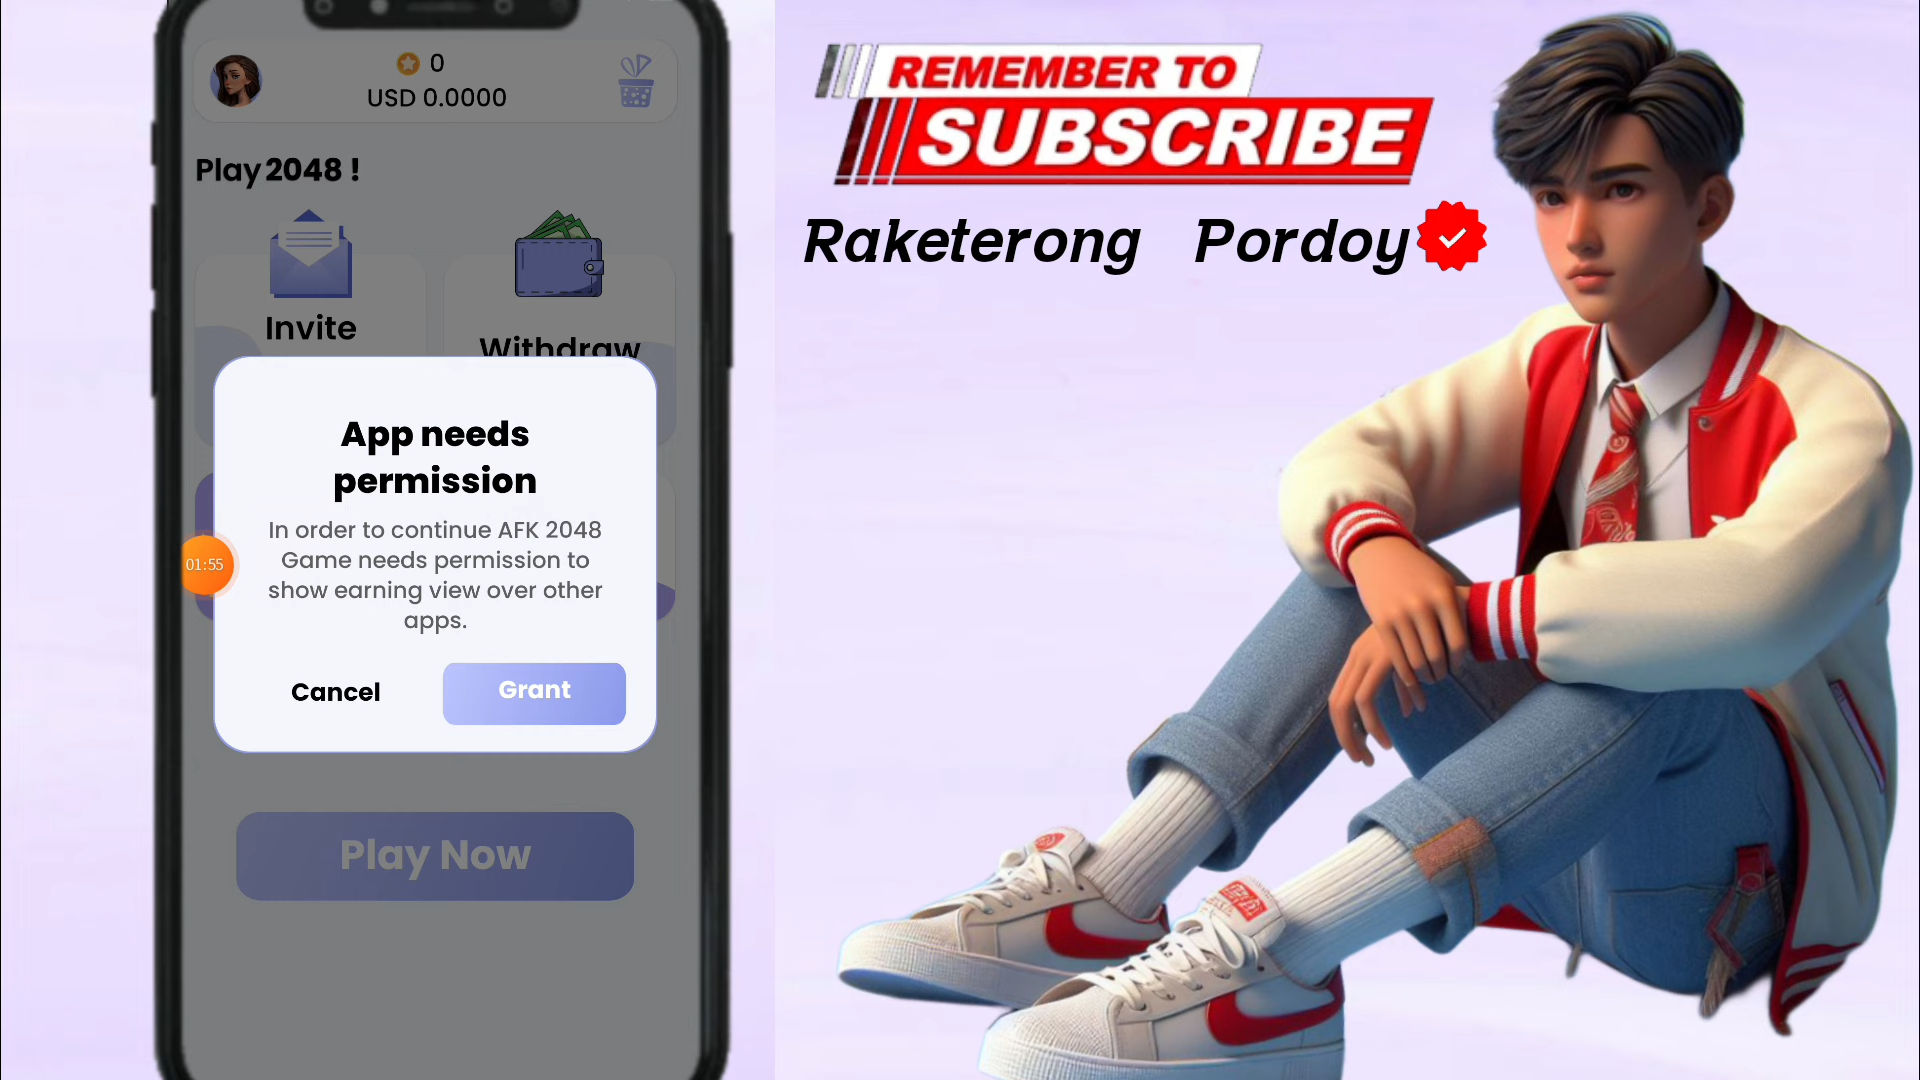 0
USD 0.0000
Play 2048 !
Invite
Withdraw
App needs
permission
In order to continue AFK 2048
Game needs permission to
show earning view over other
apps.
01:55
Cancel
Grant
Play Now
REMEMBER TO
SUBSCRIBE
Raketerong Pordoy